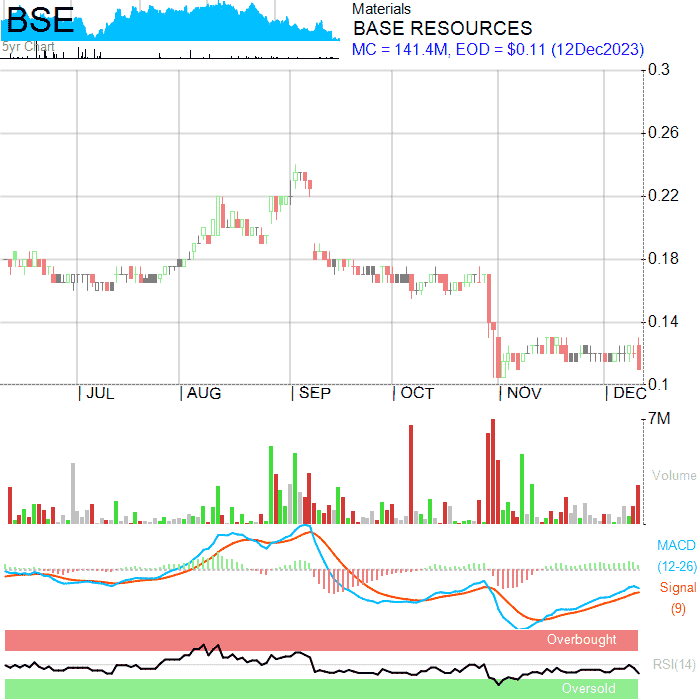 BSE
5yr Chart
Materials
BASE RESOURCES
MC = 141.4M, EOD = $0.11 (12Dec2023)
0.3
0.26
0.22
0.18
0.14
0.1
JUL AUG SEP OCT NOV DEC
7M
Volume
MACD
(12-26)
Signal
(9)
Overbought
RSI(14)
Oversold